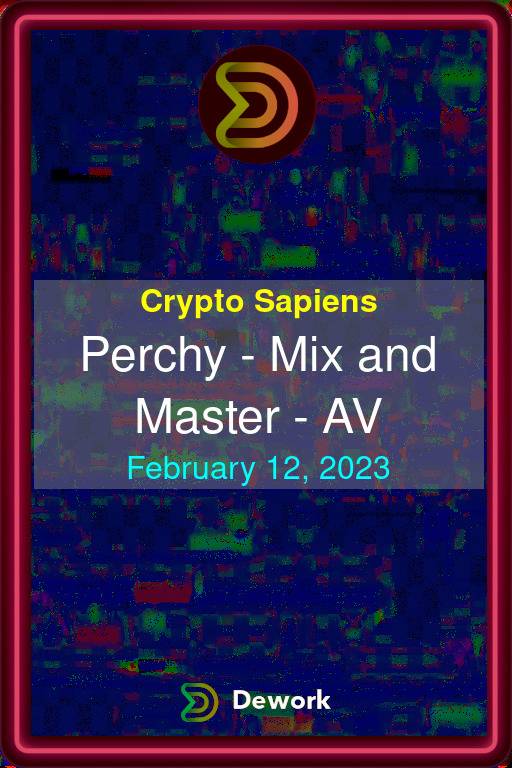 Crypto Sapiens
Perchy - Mix and
Master - AV
February 12, 2023
Dework